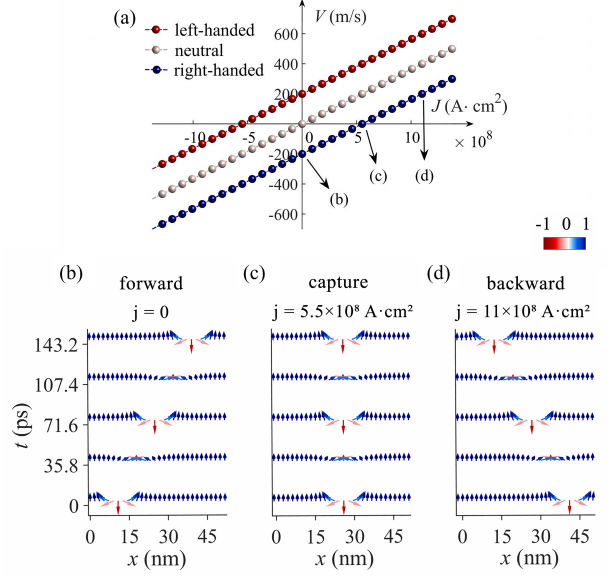 (a)
V (m/s)
left-handed
neutral
right-handed
600
400
200
0
-200
-400
-600
-10
-5
0
5
10
J (A· cm²)
× 10⁸
(b)
(c)
(d)
-1 0 1
(b) forward
j = 0
(c) capture
j = 5.5×10⁸ A·cm²
(d) backward
j = 11×10⁸ A·cm²
t (ps)
143.2
107.4
71.6
35.8
0
0 15 30 45
x (nm)
0 15 30 45
x (nm)
0 15 30 45
x (nm)